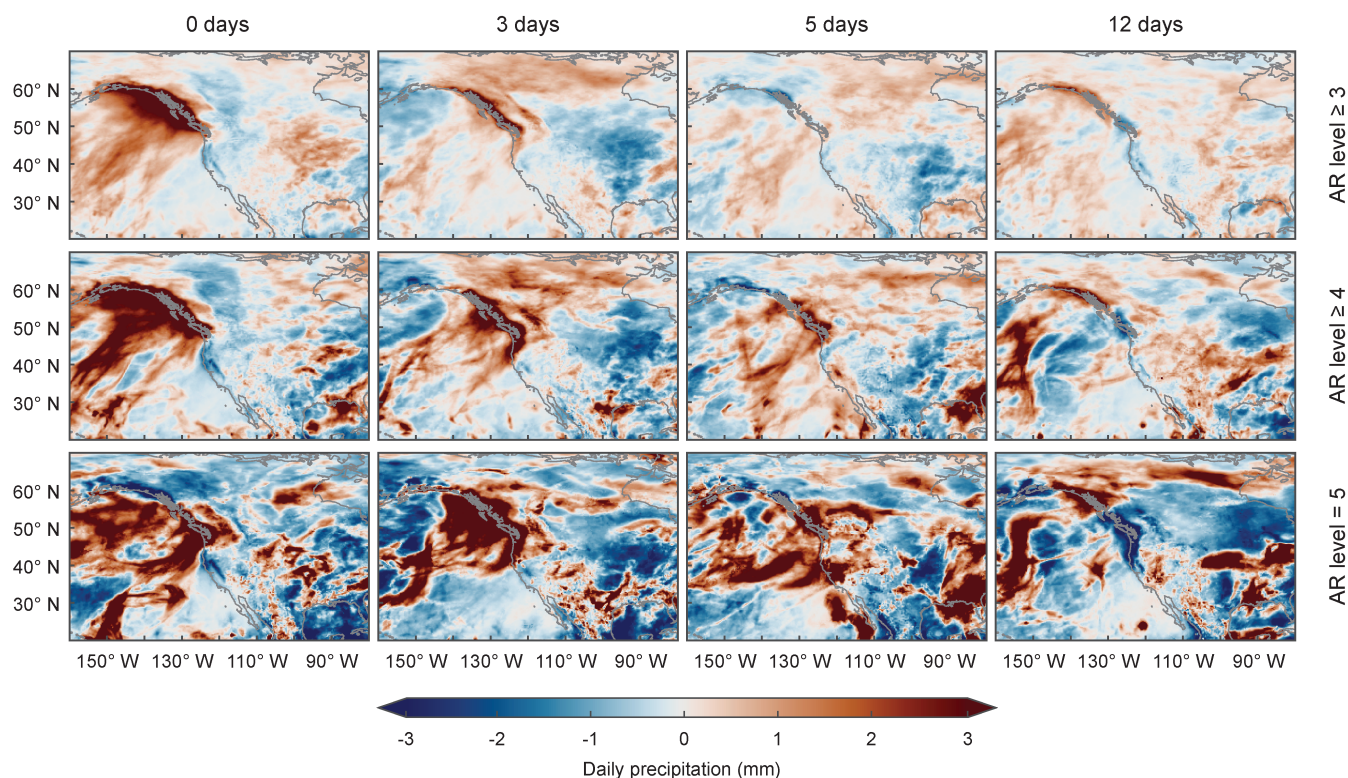 0 days 3 days 5 days 12 days
60° N
50° N
40° N
30° N
AR level ≥ 3
60° N
50° N
40° N
30° N
AR level ≥ 4
60° N
50° N
40° N
30° N
AR level = 5
150° W 130° W 110° W 90° W 150° W 130° W 110° W 90° W 150° W 130° W 110° W 90° W 150° W 130° W 110° W 90° W
-3 -2 -1 0 1 2 3
Daily precipitation (mm)